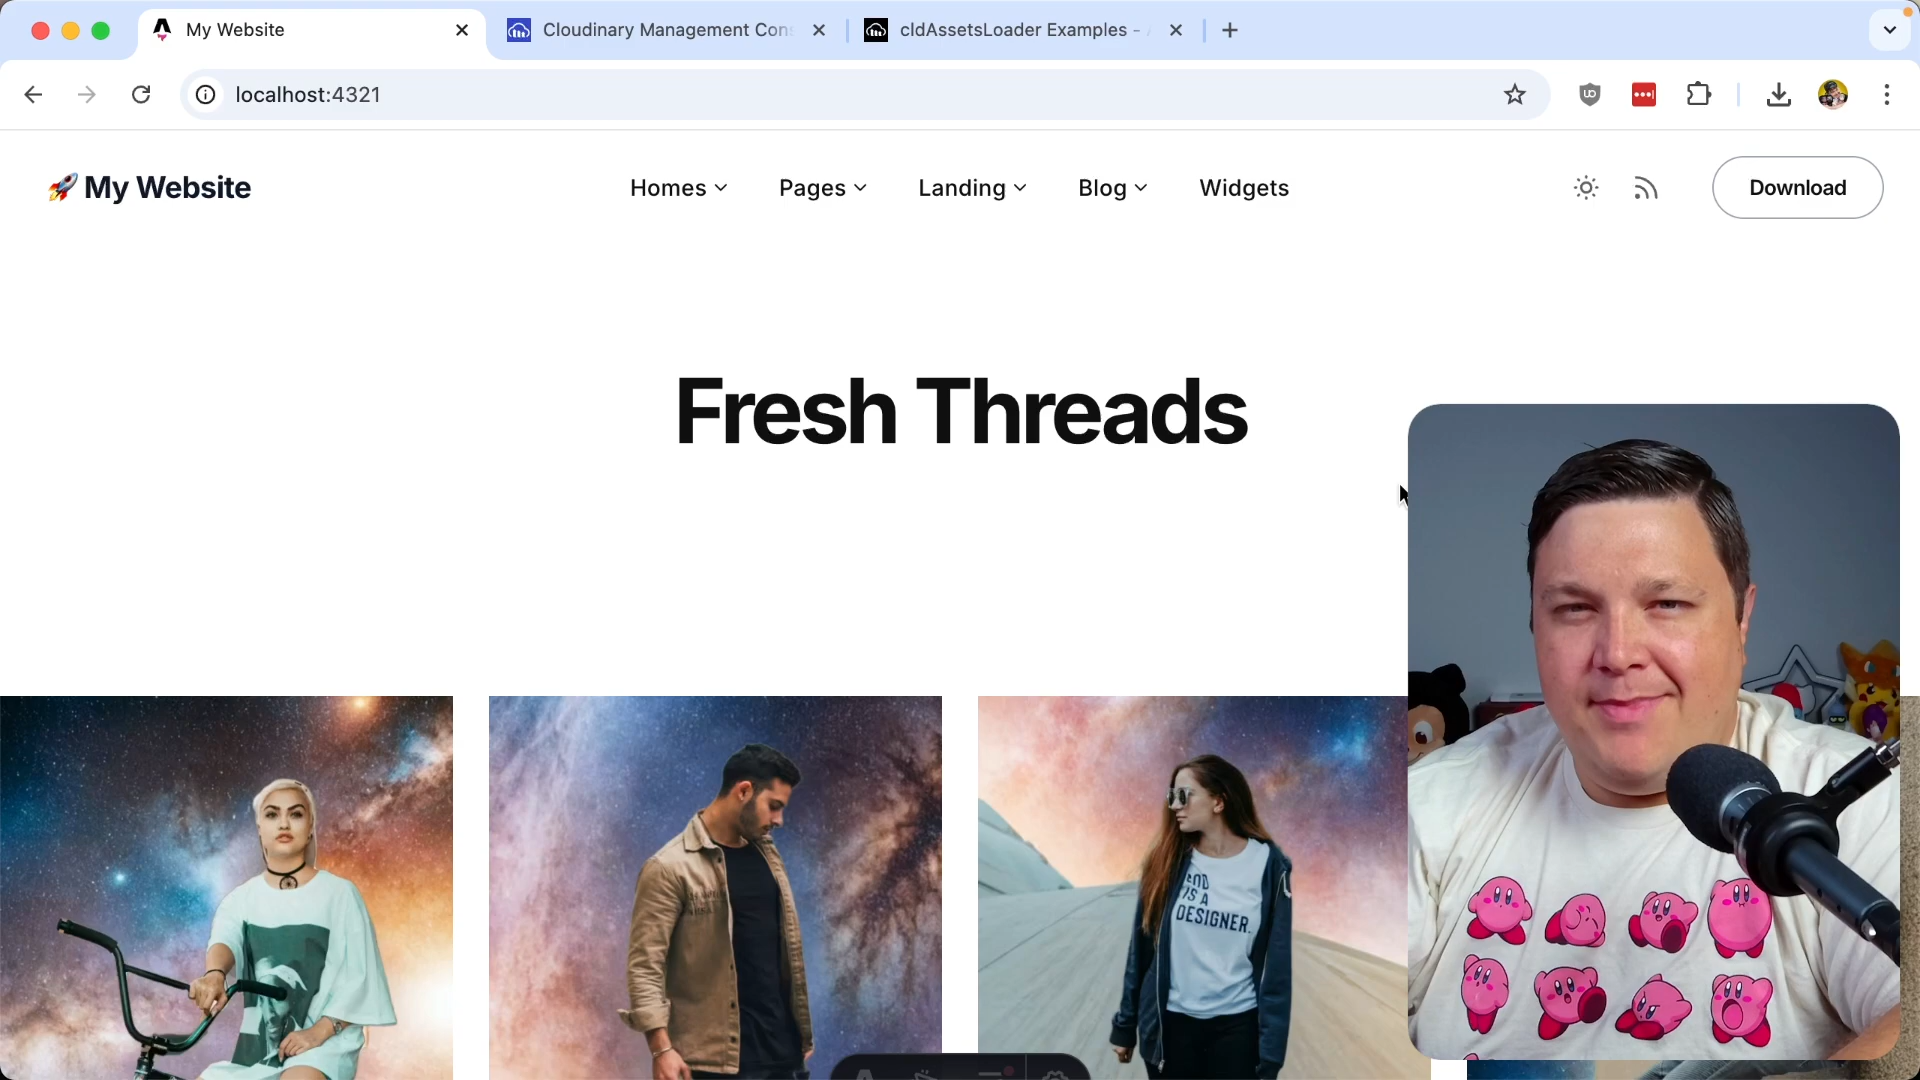 My Website
Cloudinary Management Con
cldAssetsLoader Examples -
localhost:4321
My Website
Homes
Pages
Landing
Blog
Widgets
Download
Fresh Threads
IS A
DESIGNER.